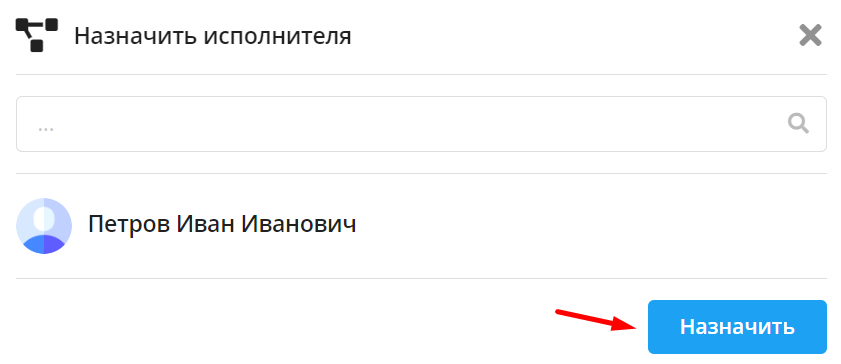 Назначить исполнителя
...
Петров Иван Иванович
Назначить